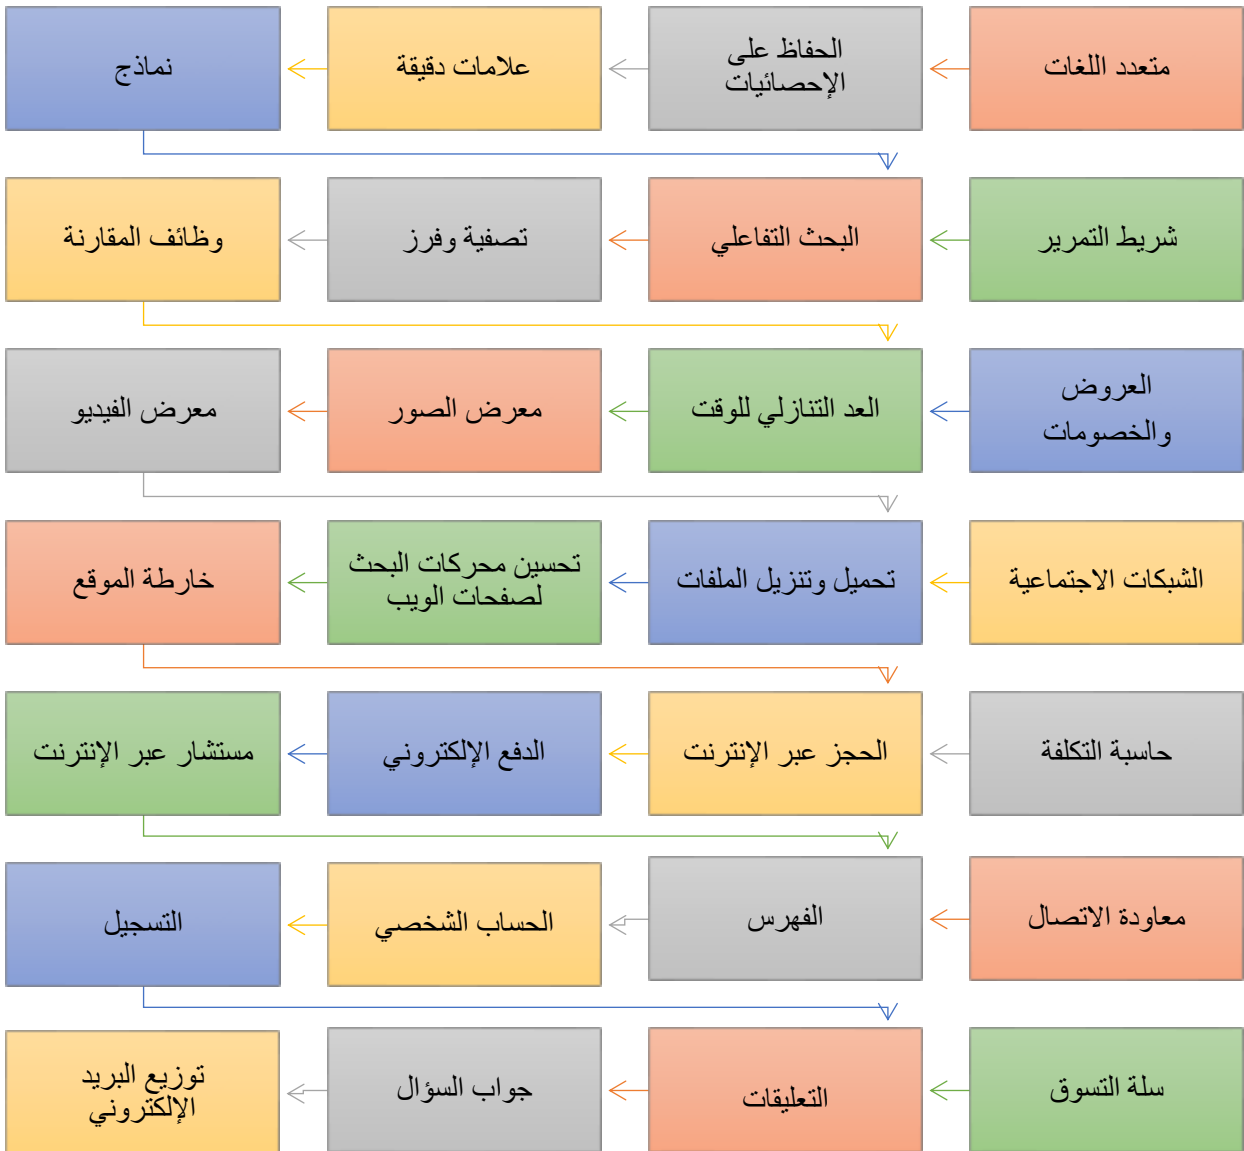 متعدد اللغات
الحفاظ على
الإحصائيات
علامات دقيقة
نماذج
شريط التمرير
البحث التفاعلي
تصفية وفرز
وظائف المقارنة
العروض
والخصومات
العد التنازلي للوقت
معرض الصور
معرض الفيديو
الشبكات الاجتماعية
تحميل وتنزيل الملفات
تحسين محركات البحث
لصفحات الويب
خارطة الموقع
حاسبة التكلفة
الحجز عبر الإنترنت
الدفع الإلكتروني
مستشار عبر الإنترنت
معاودة الاتصال
الفهرس
الحساب الشخصي
التسجيل
سلة التسوق
التعليقات
جواب السؤال
توزيع البريد
الإلكتروني